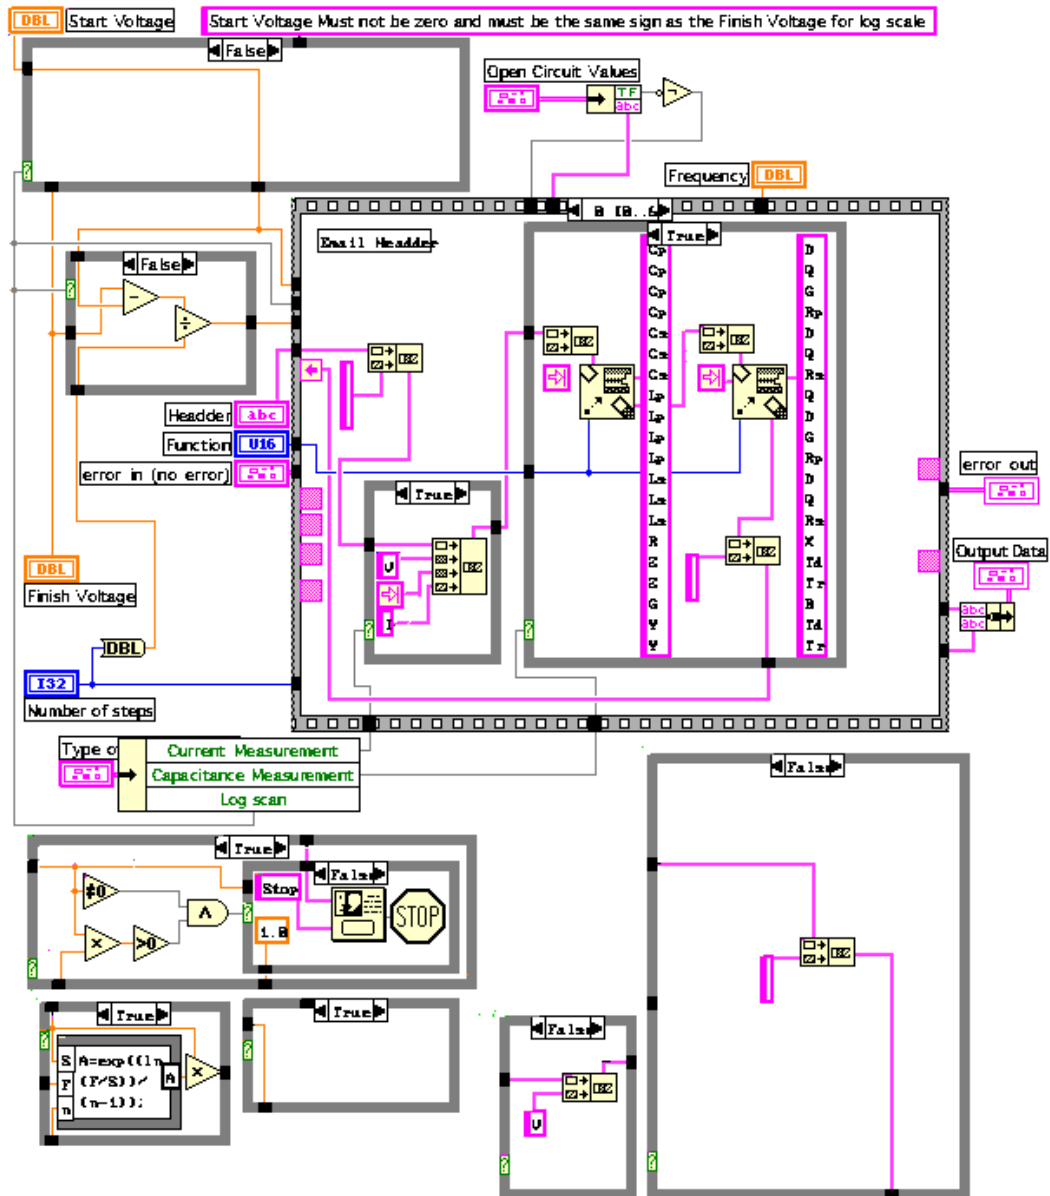 DBL Start Voltage
Start Voltage Must not be zero and must be the same sign as the Finish Voltage for log scale
False
Open Circuit Values
TF
abc
Frequency DBL
0 [0..6
Email Headder
True
False
Cp
Cp
Cp
Cp
Cs
Cs
Cs
Lp
Lp
Lp
Lp
Ls
Ls
Ls
R
Z
Z
G
Y
Y
D
Q
G
Rp
D
Q
Rs
Q
D
G
Rp
D
Q
Rs
X
Td
Tr
B
Td
Tr
Headder abc
Function U16
error in (no error)
True
V
I
error out
Output Data
abc
abc
DBL
Finish Voltage
DBL
I32
Number of steps
Type o
Current Measurement
Capacitance Measurement
Log scan
False
True
False
≠0
Stop
STOP
Λ
x
>0
1.0
True
S
F
n
A=exp((ln
(F/S))/
(n-1));
A
x
True
False
V